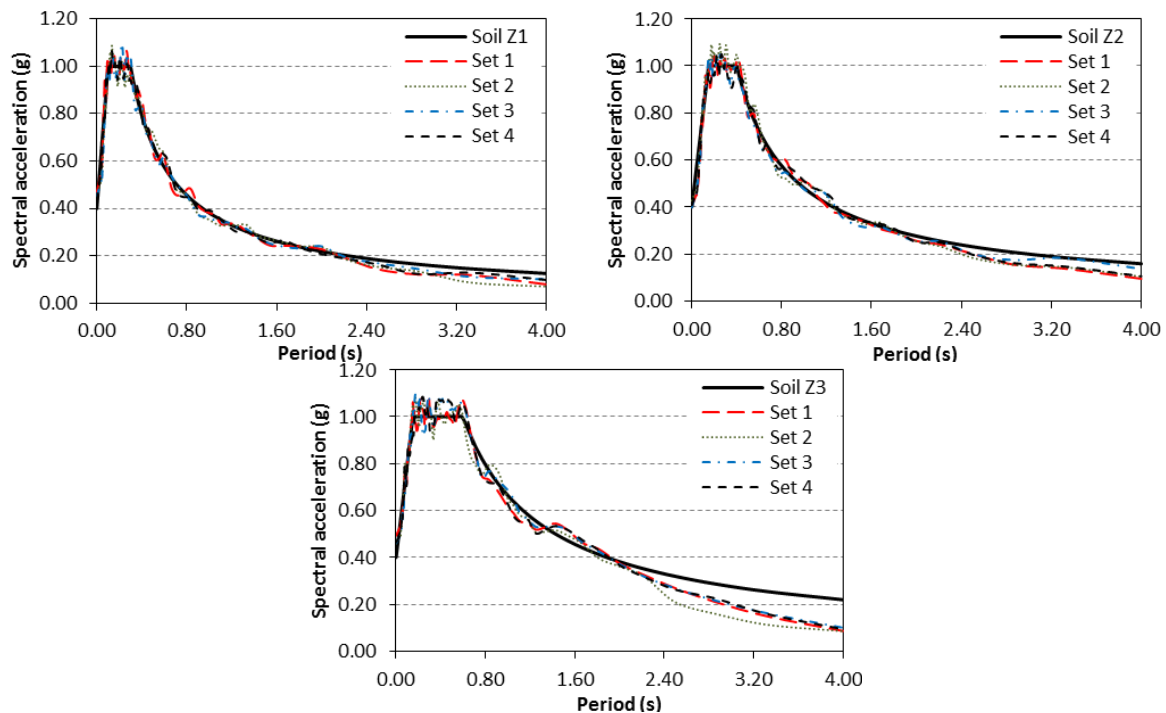 1.20
1.00
0.80
0.60
0.40
0.20
0.00
Spectral acceleration (g)
Soil Z1
Set 1
Set 2
Set 3
Set 4
0.00 0.80 1.60 2.40 3.20 4.00
Period (s)
1.20
1.00
0.80
0.60
0.40
0.20
0.00
Spectral acceleration (g)
Soil Z2
Set 1
Set 2
Set 3
Set 4
0.00 0.80 1.60 2.40 3.20 4.00
Period (s)
1.20
1.00
0.80
0.60
0.40
0.20
0.00
Spectral acceleration (g)
Soil Z3
Set 1
Set 2
Set 3
Set 4
0.00 0.80 1.60 2.40 3.20 4.00
Period (s)